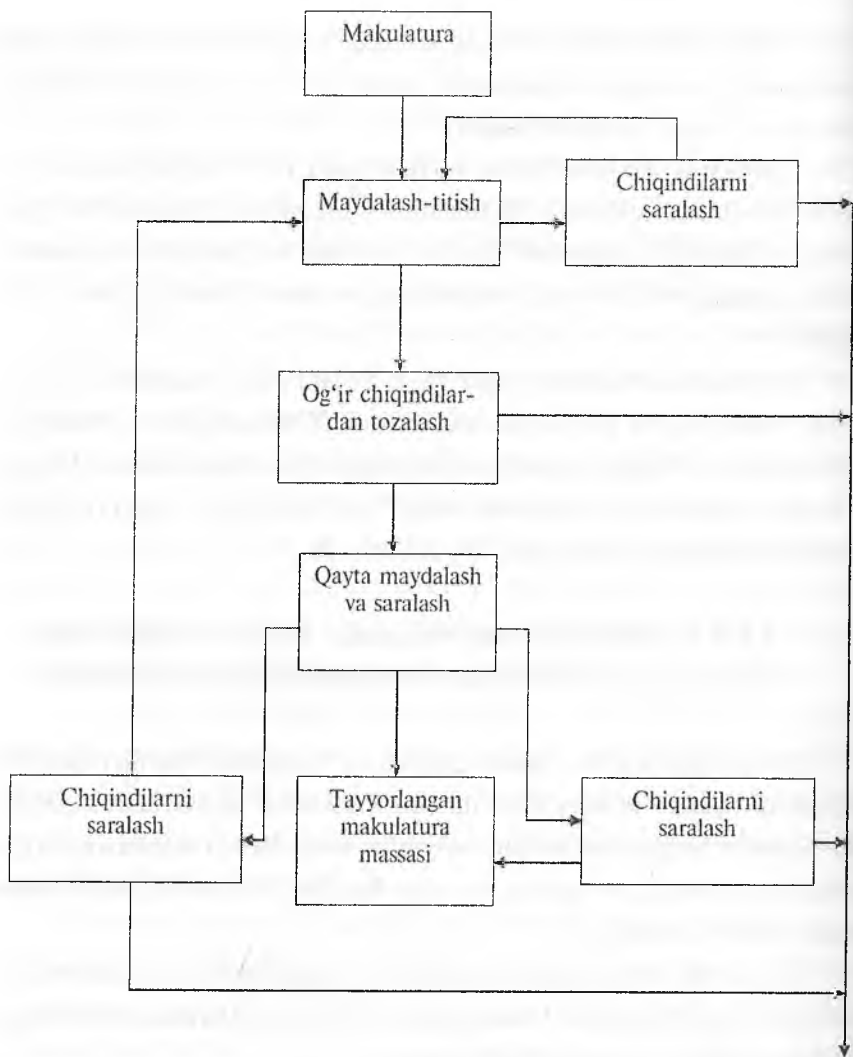 Makulatura
Maydalash-titish
Chiqindilarni
saralash
Og'ir chiqindilar-
dan tozalash
Qayta maydalash
va saralash
Chiqindilarni
saralash
Tayyorlangan
makulatura
massasi
Chiqindilarni
saralash